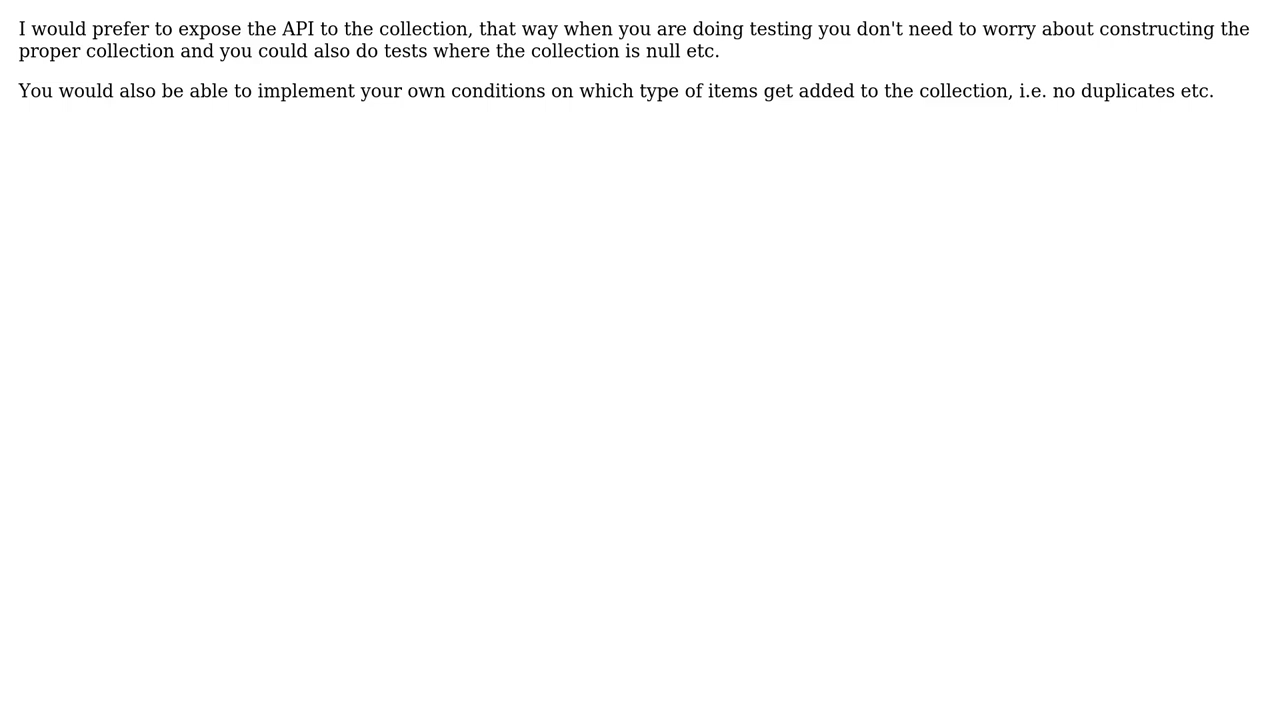 I would prefer to expose the API to the collection, that way when you are doing testing you don't need to worry about constructing the
proper collection and you could also do tests where the collection is null etc.
You would also be able to implement your own conditions on which type of items get added to the collection, i.e. no duplicates etc.